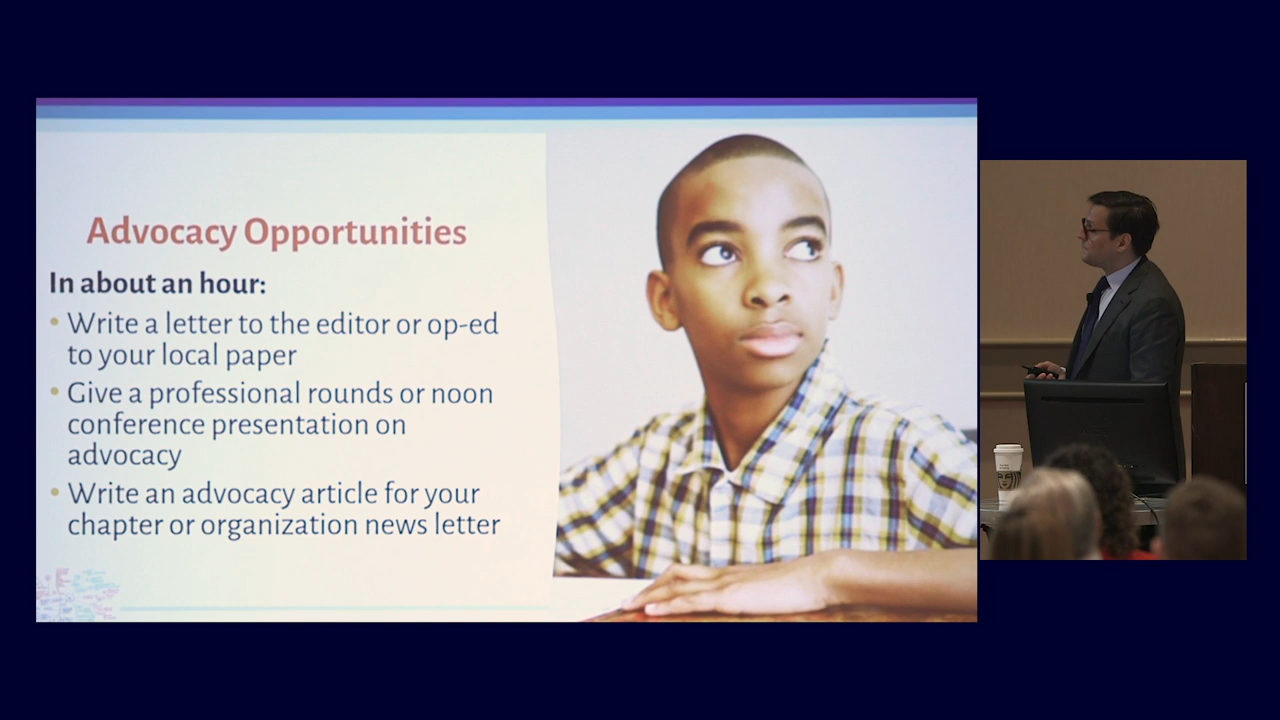 Advocacy Opportunities
In about an hour:
• Write a letter to the editor or op-ed
to your local paper
• Give a professional rounds or noon
conference presentation on
advocacy
• Write an advocacy article for your
chapter or organization news letter